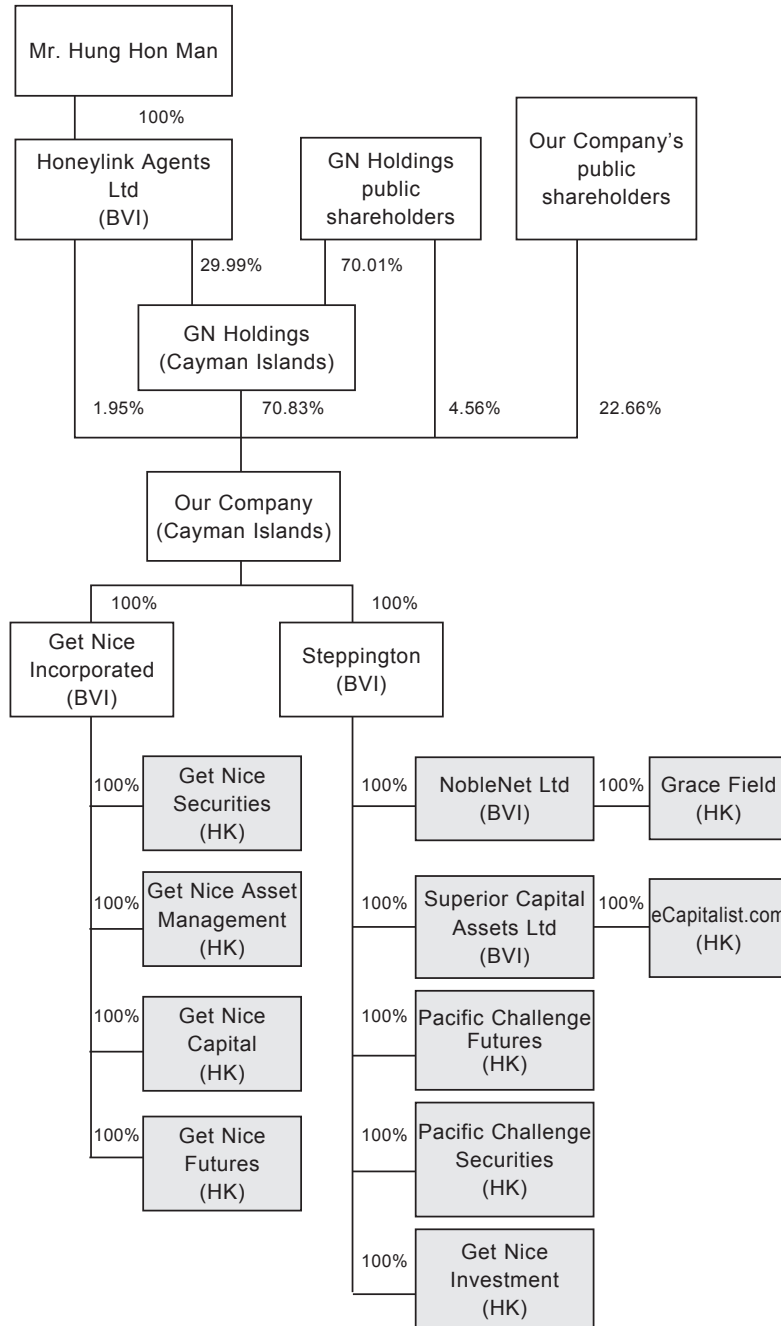 Mr. Hung Hon Man
100%
Honeylink Agents
Ltd
(BVI)
GN Holdings
public
shareholders
Our Company's
public
shareholders
29.99%
70.01%
GN Holdings
(Cayman Islands)
1.95%
70.83%
4.56%
22.66%
Our Company
(Cayman Islands)
100%
100%
Get Nice
Incorporated
(BVI)
Steppington
(BVI)
100%
Get Nice
Securities
(HK)
100%
NobleNet Ltd
(BVI)
100%
Grace Field
(HK)
100%
Get Nice Asset
Management
(HK)
100%
Superior Capital
Assets Ltd
(BVI)
100%
eCapitalist.com
(HK)
100%
Get Nice
Capital
(HK)
100%
Pacific Challenge
Futures
(HK)
100%
Get Nice
Futures
(HK)
100%
Pacific Challenge
Securities
(HK)
100%
Get Nice
Investment
(HK)